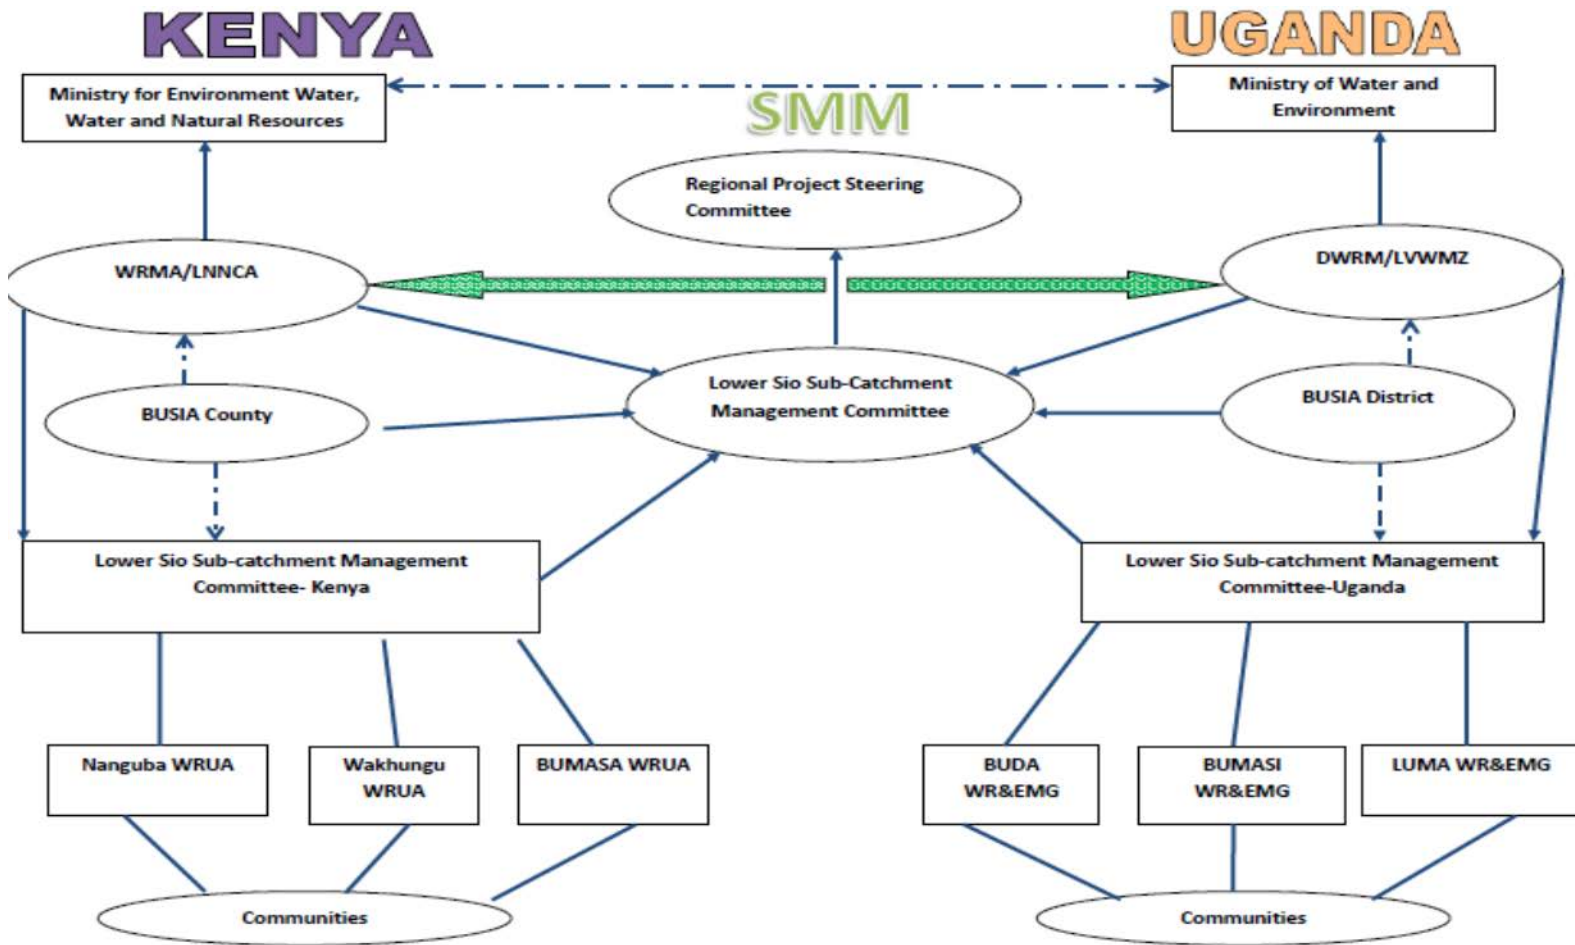 KENYA
UGANDA
Ministry for Environment Water,
Water and Natural Resources
Ministry of Water and
Environment
SMM
Regional Project Steering
Committee
WRMA/LNNCA
DWRM/LVWMZ
BUSIA County
Lower Sio Sub-Catchment
Management Committee
BUSIA District
Lower Sio Sub-catchment Management
Committee- Kenya
Lower Sio Sub-catchment Management
Committee-Uganda
Nanguba WRUA
Wakhungu
WRUA
BUMASA WRUA
BUDA
WR&EMG
BUMASI
WR&EMG
LUMA WR&EMG
Communities
Communities